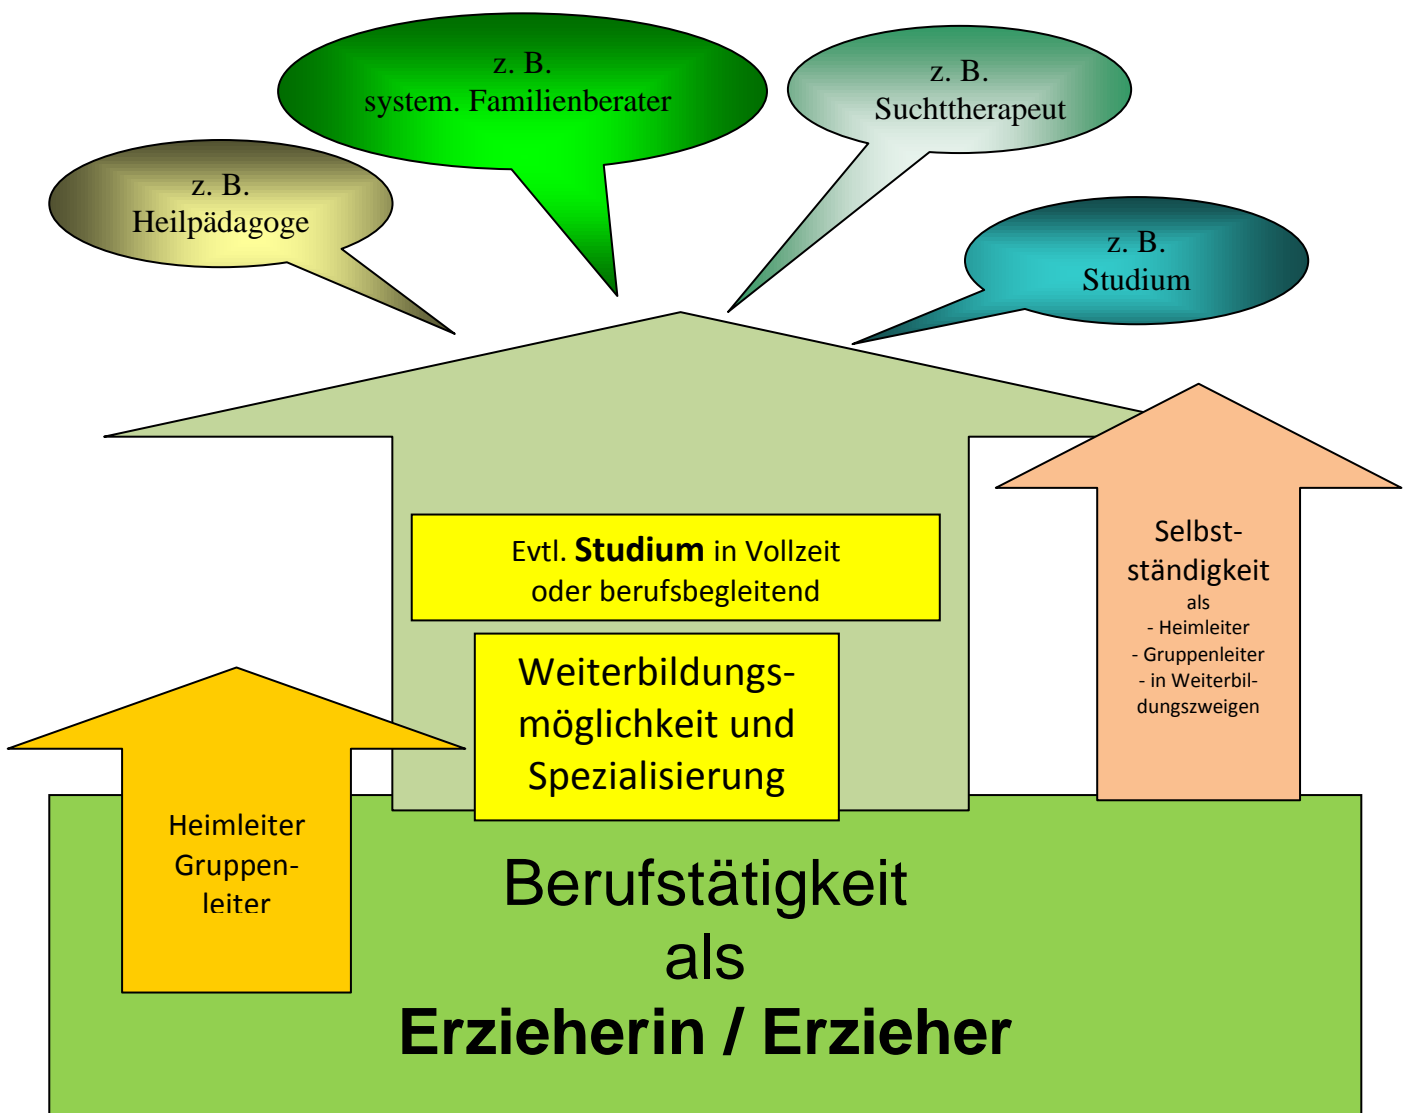 z. B.
system. Familienberater
z. B.
Suchttherapeut
z. B.
Heilpädagoge
z. B.
Studium
Evtl. Studium in Vollzeit
oder berufsbegleitend
Selbst-
ständigkeit
als
- Heimleiter
- Gruppenleiter
- in Weiterbil-
dungszweigen
Weiterbildungs-
möglichkeit und
Spezialisierung
Heimleiter
Gruppen-
leiter
Berufstätigkeit
als
Erzieherin / Erzieher